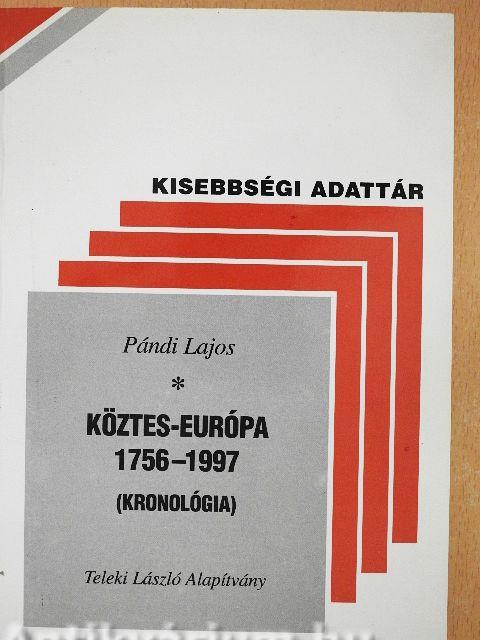 KISEBBSÉGI ADATTÁR
Pándi Lajos
*
KÖZTES-EURÓPA
1756–1997
(KRONOLÓGIA)
Teleki László Alapítvány